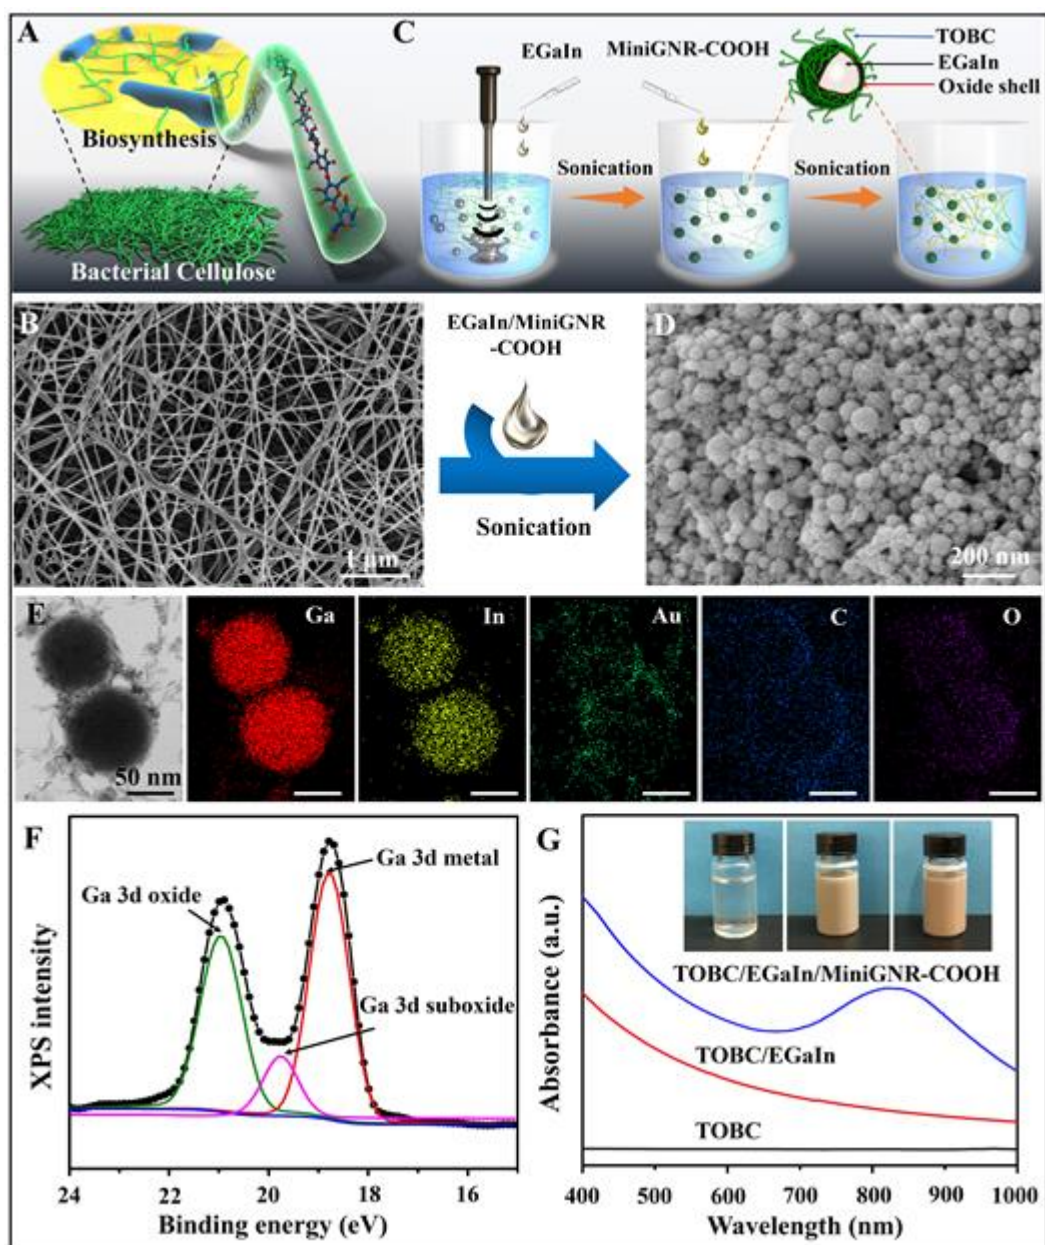 A
Biosynthesis
Bacterial Cellulose
C
EGaIn
MiniGNR-COOH
TOBC
EGaIn
Oxide shell
Sonication
Sonication
B
1 μm
EGaIn/MiniGNR
-COOH
Sonication
D
200 nm
E
50 nm
Ga
In
Au
C
O
F
Ga 3d oxide
Ga 3d metal
Ga 3d suboxide
XPS intensity
24
22
20
18
16
Binding energy (eV)
G
TOBC/EGaIn/MiniGNR-COOH
TOBC/EGaIn
TOBC
Absorbance (a.u.)
400
500
600
700
800
900
1000
Wavelength (nm)